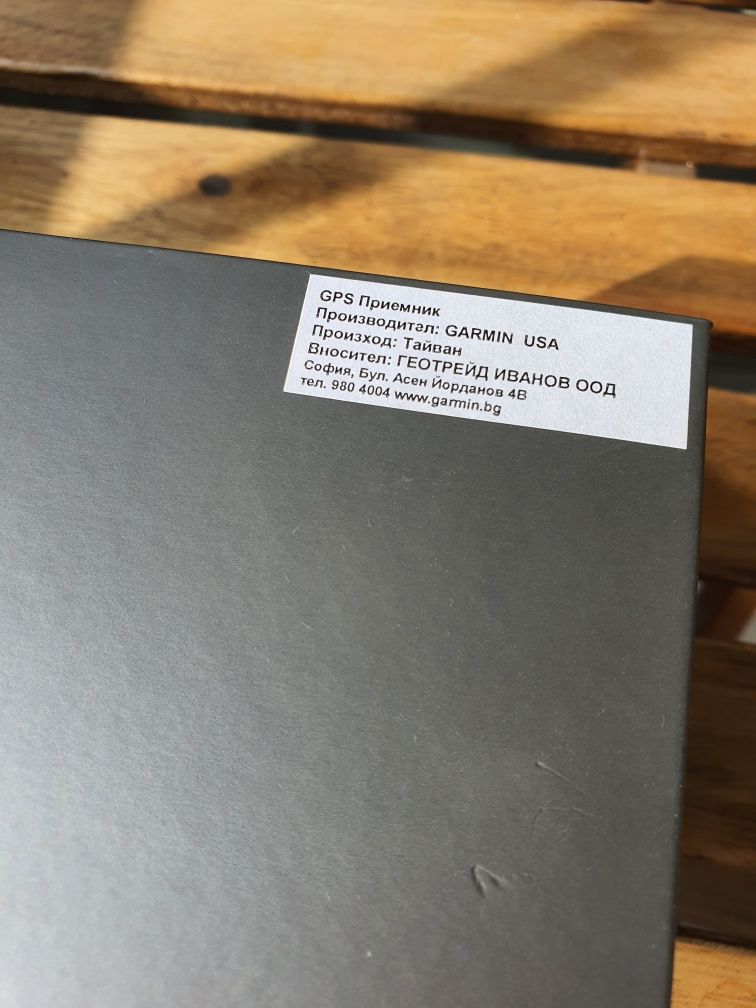 GPS Приемник
Производител: GARMIN  USA
Произход: Тайван
Вносител: ГЕОТРЕЙД ИВАНОВ ООД
София, Бул. Асен Йорданов 4В
тел. 980 4004 www.garmin.bg